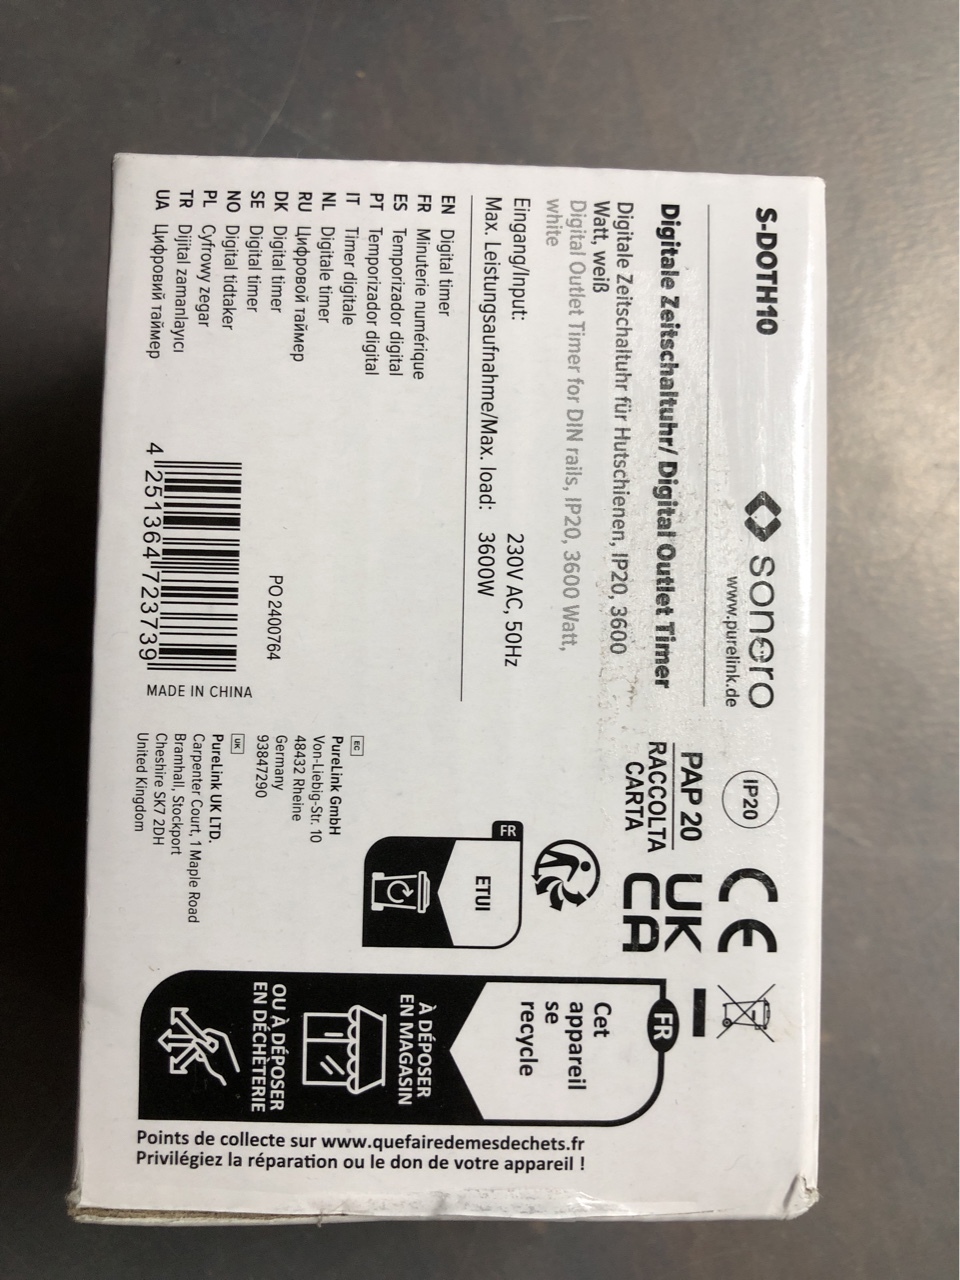 S-DOTH10
sonero
www.purelink.de
Digitale Zeitschaltuhr/ Digital Outlet Timer
Digitale Zeitschaltuhr für Hutschienen, IP20, 3600
Watt, weiß
Digital Outlet Timer for DIN rails, IP20, 3600 Watt,
white
Eingang/Input: 230V AC, 50Hz
Max. Leistungsaufnahme/Max. load: 3600W
EN Digital timer
FR Minuterie numérique
ES Temporizador digital
PT Temporizador digital
IT Timer digitale
NL Digitale timer
RU Цифровой таймер
DK Digital timer
SE Digital timer
NO Digital tidtaker
PL Cyfrowy zegar
TR Dijital zamanlayıcı
UA Цифровий таймер
PO 2400764
4 251364 723739
MADE IN CHINA
IP20
CE
PAP 20
RACCOLTA
CARTA
UK
CA
FR
ETUI
EC
PureLink GmbH
Von-Liebig-Str. 10
48432 Rheine
Germany
93847290
UK
PureLink UK LTD.
Carpenter Court, 1 Maple Road
Bramhall, Stockport
Cheshire SK7 2DH
United Kingdom
FR
Cet
appareil
se
recycle
À DÉPOSER
EN MAGASIN
OU À DÉPOSER
EN DÉCHÈTERIE
Points de collecte sur www.quefairedemesdechets.fr
Privilégiez la réparation ou le don de votre appareil !